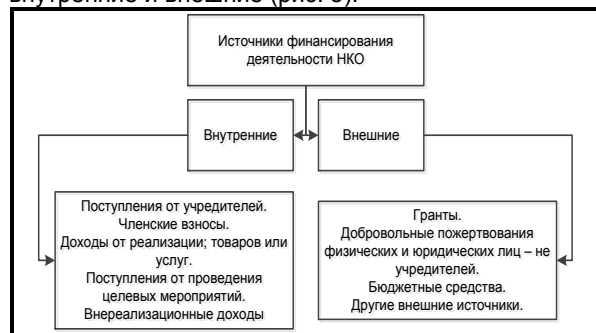 внутренние и внешние (рис. 3).
Источники финансирования
деятельности НКО
Внутренние
Внешние
Поступления от учредителей.
Членские взносы.
Доходы от реализации; товаров или
услуг.
Поступления от проведения
целевых мероприятий.
Внереализационные доходы
Гранты.
Добровольные пожертвования
физических и юридических лиц – не
учредителей.
Бюджетные средства.
Другие внешние источники.